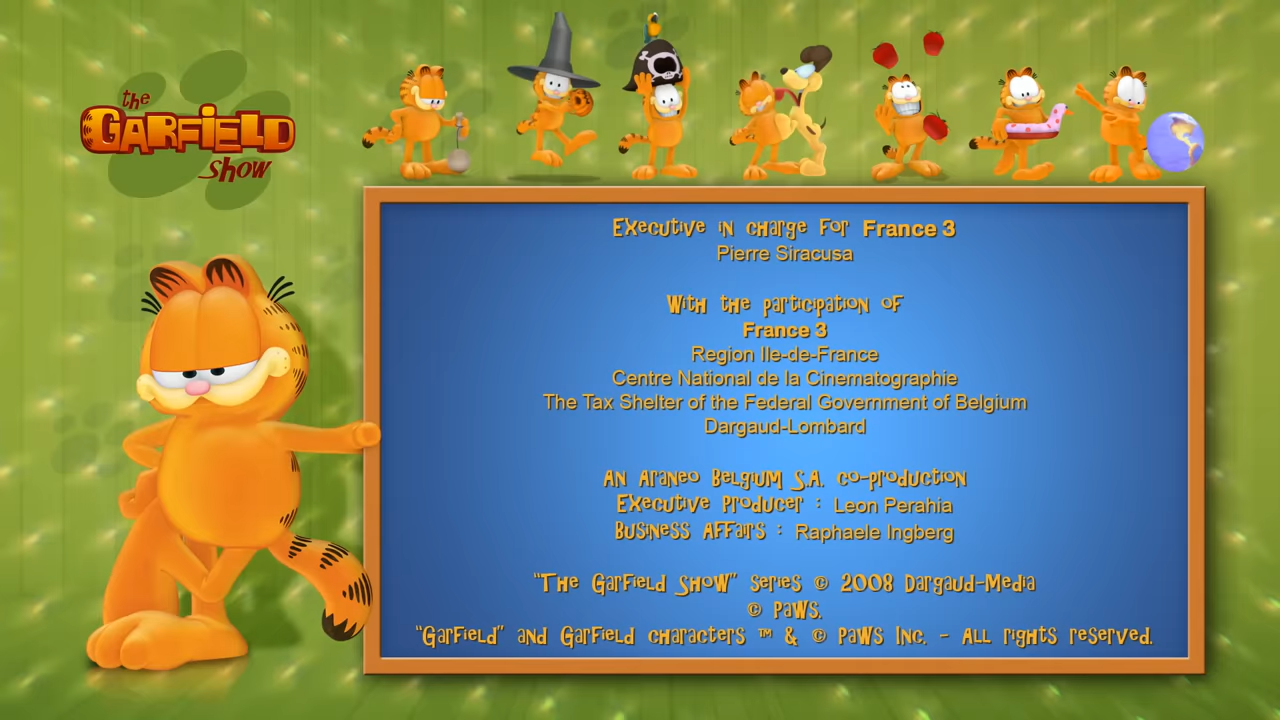 the
GARFIELD
show
Executive in charge for France 3
Pierre Siracusa
With the participation of
France 3
Region Ile-de-France
Centre National de la Cinematographie
The Tax Shelter of the Federal Government of Belgium
Dargaud-Lombard
An Araneo Belgium S.A. co-production
Executive Producer : Leon Perahia
Business Affairs : Raphaele Ingberg
“The Garfield Show” series © 2008 Dargaud-Media
© Paws.
“Garfield” and Garfield characters ™ & © Paws Inc. - All rights reserved.